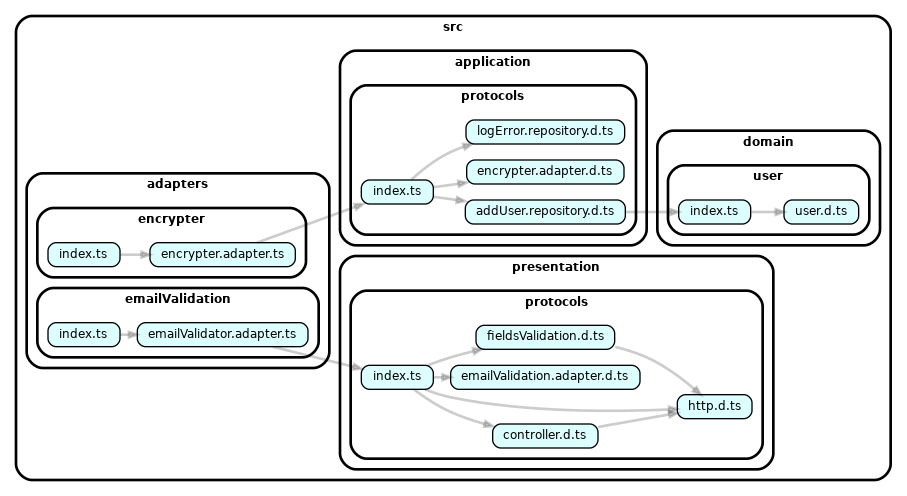 src
application
protocols
logError.repository.d.ts
encrypter.adapter.d.ts
index.ts
addUser.repository.d.ts
domain
user
index.ts
user.d.ts
adapters
encrypter
index.ts
encrypter.adapter.ts
emailValidation
index.ts
emailValidator.adapter.ts
presentation
protocols
fieldsValidation.d.ts
index.ts
emailValidation.adapter.d.ts
http.d.ts
controller.d.ts